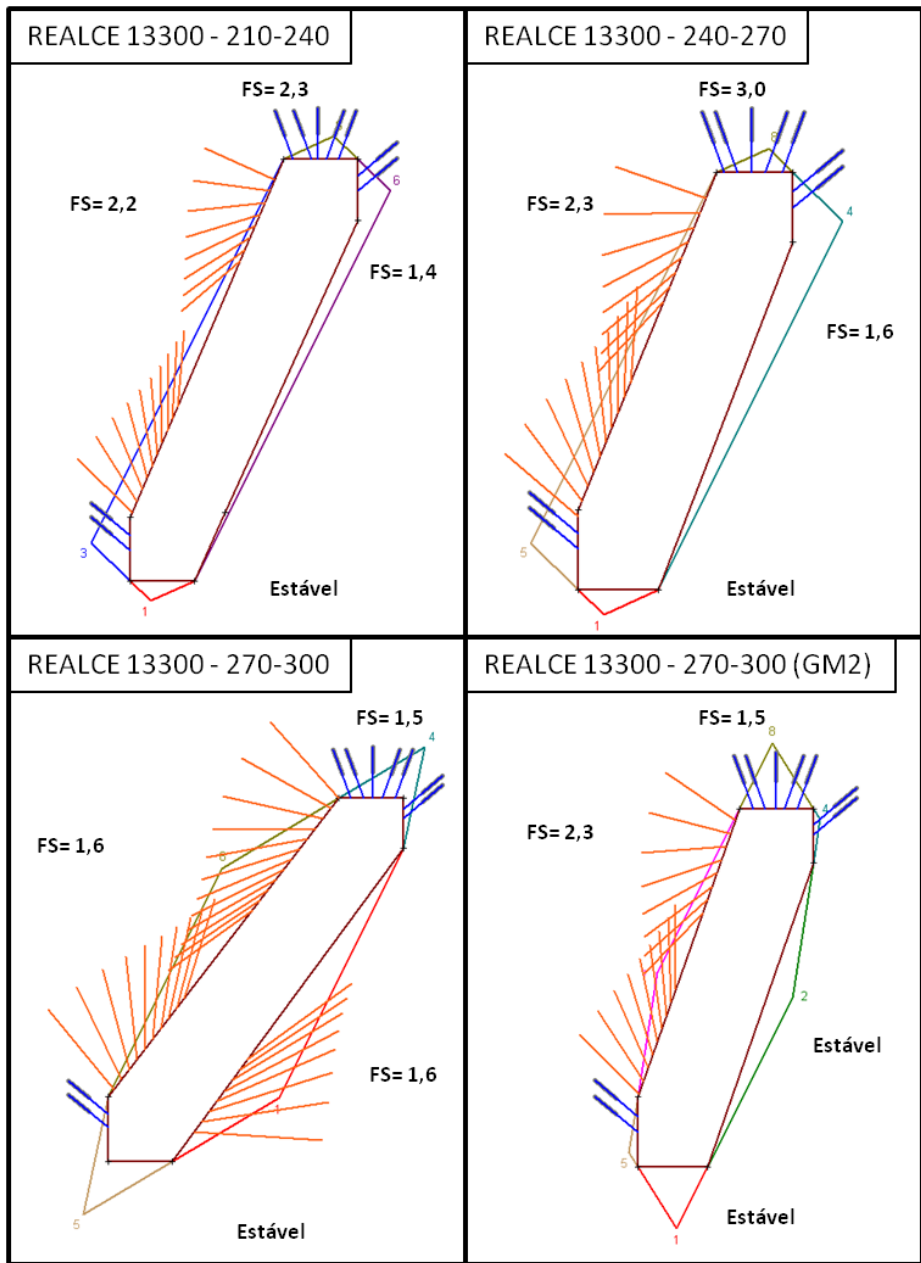 REALCE 13300 - 210-240
FS= 2,3
6
FS= 2,2
FS= 1,4
3
Estável
1
REALCE 13300 - 240-270
FS= 3,0
8
FS= 2,3
4
FS= 1,6
5
Estável
1
REALCE 13300 - 270-300
FS= 1,5
4
FS= 1,6
8
1
FS= 1,6
5
Estável
REALCE 13300 - 270-300 (GM2)
FS= 1,5
8
4
FS= 2,3
2
Estável
5
Estável
1